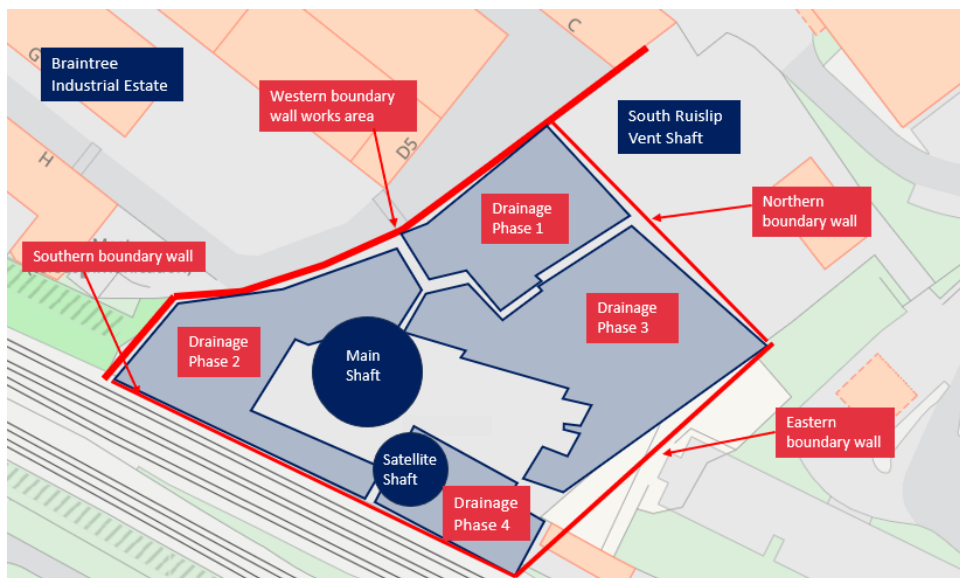 C
G
Braintree
Industrial Estate
Western boundary
wall works area
South Ruislip
Vent Shaft
D5
H
Drainage
Phase 1
Northern
boundary wall
Southern boundary wall
Drainage
Phase 3
Drainage
Phase 2
Main
Shaft
Eastern
boundary wall
Satellite
Shaft
Drainage
Phase 4